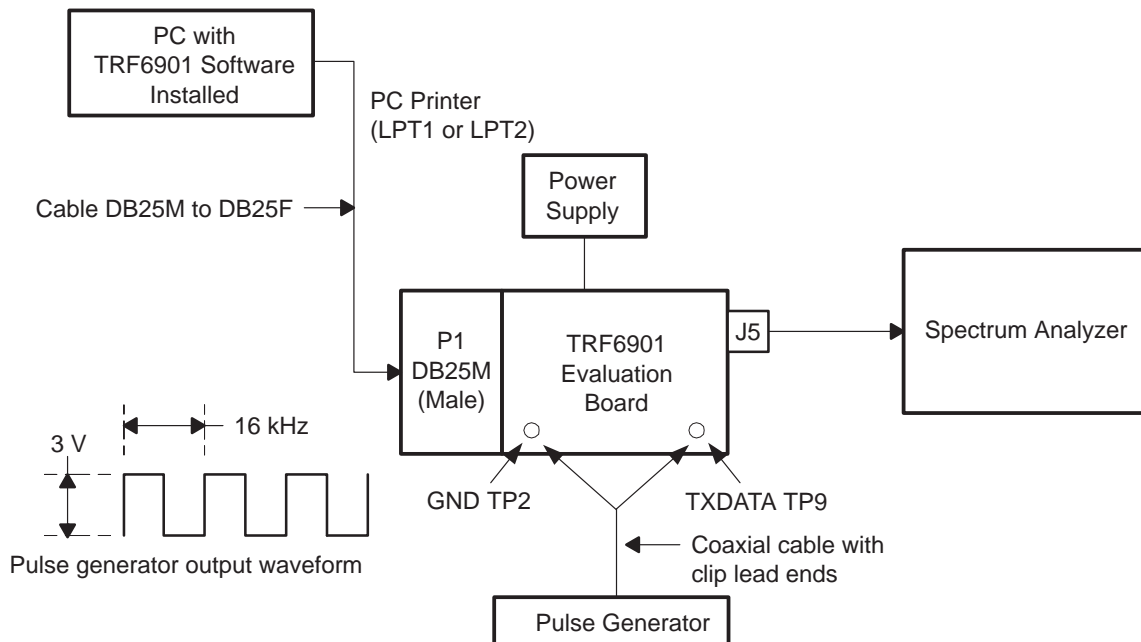 PC with
TRF6901 Software
Installed
PC Printer
(LPT1 or LPT2)
Cable DB25M to DB25F
Power
Supply
P1
DB25M
(Male)
TRF6901
Evaluation
Board
J5
Spectrum Analyzer
16 kHz
3 V
GND TP2
TXDATA TP9
Pulse generator output waveform
Coaxial cable with
clip lead ends
Pulse Generator